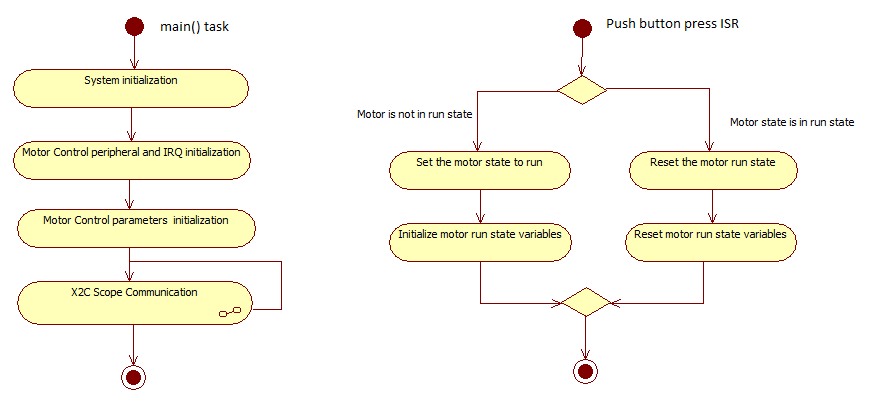 main() task
System initialization
Motor Control peripheral and IRQ initialization
Motor Control parameters initialization
X2C Scope Communication
Push button press ISR
Motor is not in run state
Motor state is in run state
Set the motor state to run
Reset the motor run state
Initialize motor run state variables
Reset motor run state variables